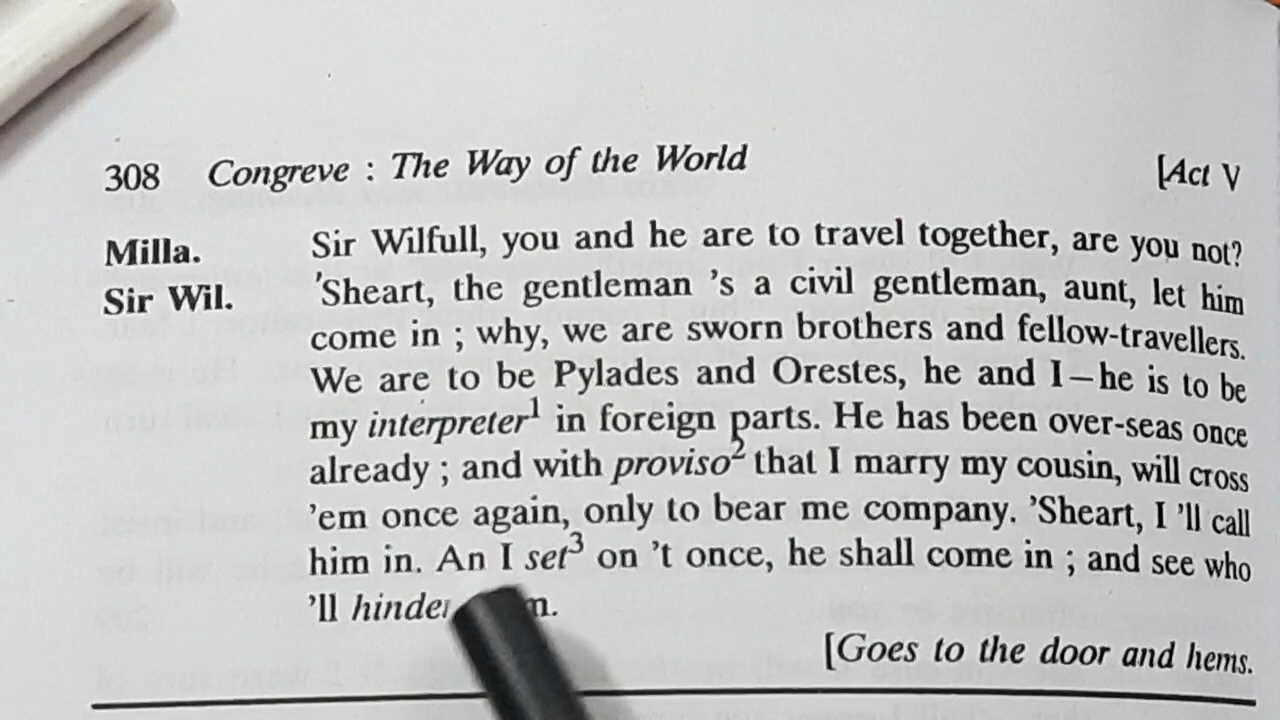 308 Congreve : The Way of the World [Act V
Milla. Sir Wilfull, you and he are to travel together, are you not?
Sir Wil. 'Sheart, the gentleman 's a civil gentleman, aunt, let him
come in ; why, we are sworn brothers and fellow-travellers.
We are to be Pylades and Orestes, he and I—he is to be
my interpreter¹ in foreign parts. He has been over-seas once
already ; and with proviso² that I marry my cousin, will cross
'em once again, only to bear me company. 'Sheart, I 'll call
him in. An I set³ on 't once, he shall come in ; and see who
'll
[Goes to the door and hems.